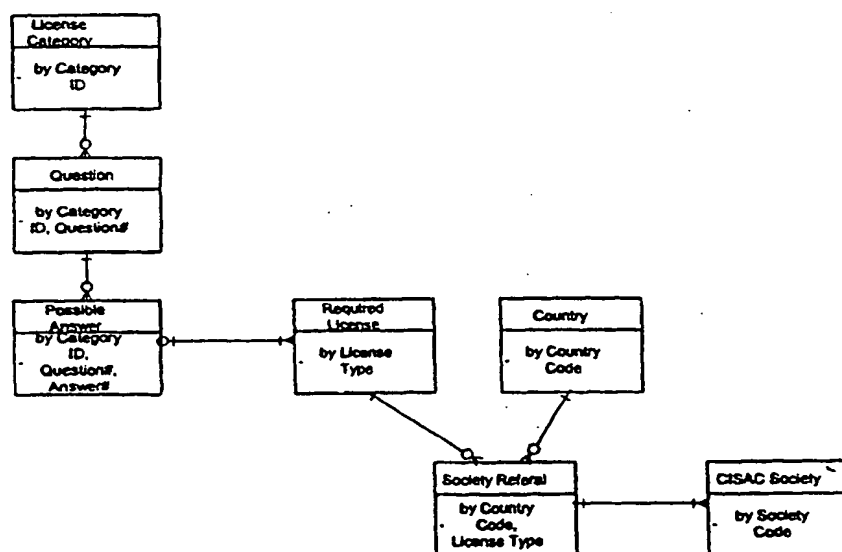 License
Category
by Category
ID
Question
by Category
ID, Question#
Possible
Answer
by Category
ID,
Question#,
Answer#
Required
License
by License
Type
Country
by Country
Code
Society Referal
by Country
Code,
License Type
CISAC Society
by Society
Code